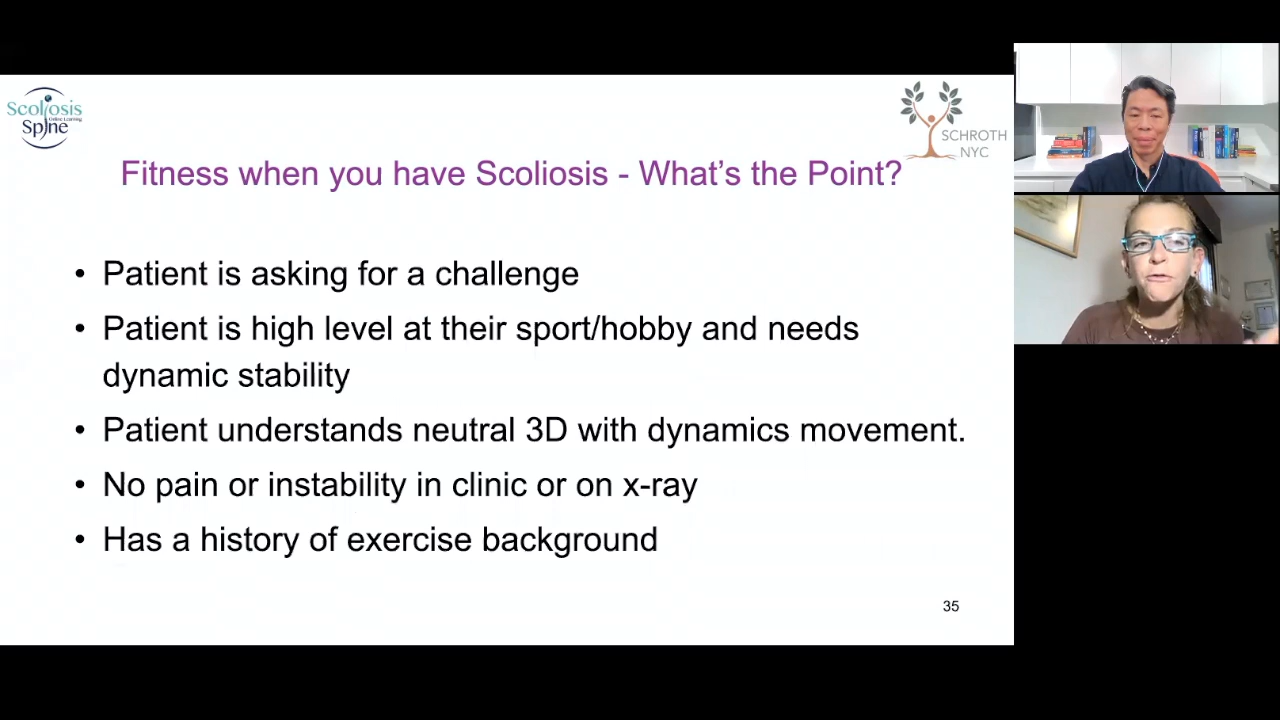 Scoliosis
Online Learning
Spine
SCHROTH
NYC
Fitness when you have Scoliosis - What's the Point?
• Patient is asking for a challenge
• Patient is high level at their sport/hobby and needs
dynamic stability
• Patient understands neutral 3D with dynamics movement.
• No pain or instability in clinic or on x-ray
• Has a history of exercise background
35